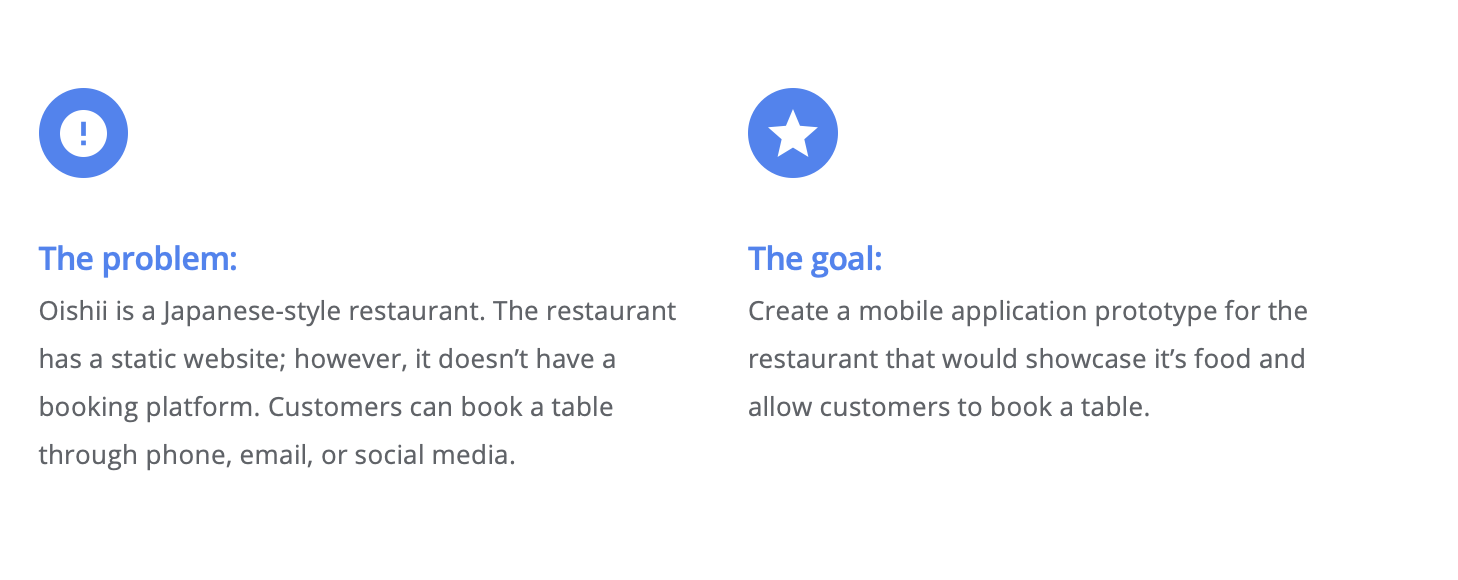 The problem:
Oishii is a Japanese-style restaurant. The restaurant
has a static website; however, it doesn’t have a
booking platform. Customers can book a table
through phone, email, or social media.
The goal:
Create a mobile application prototype for the
restaurant that would showcase it’s food and
allow customers to book a table.